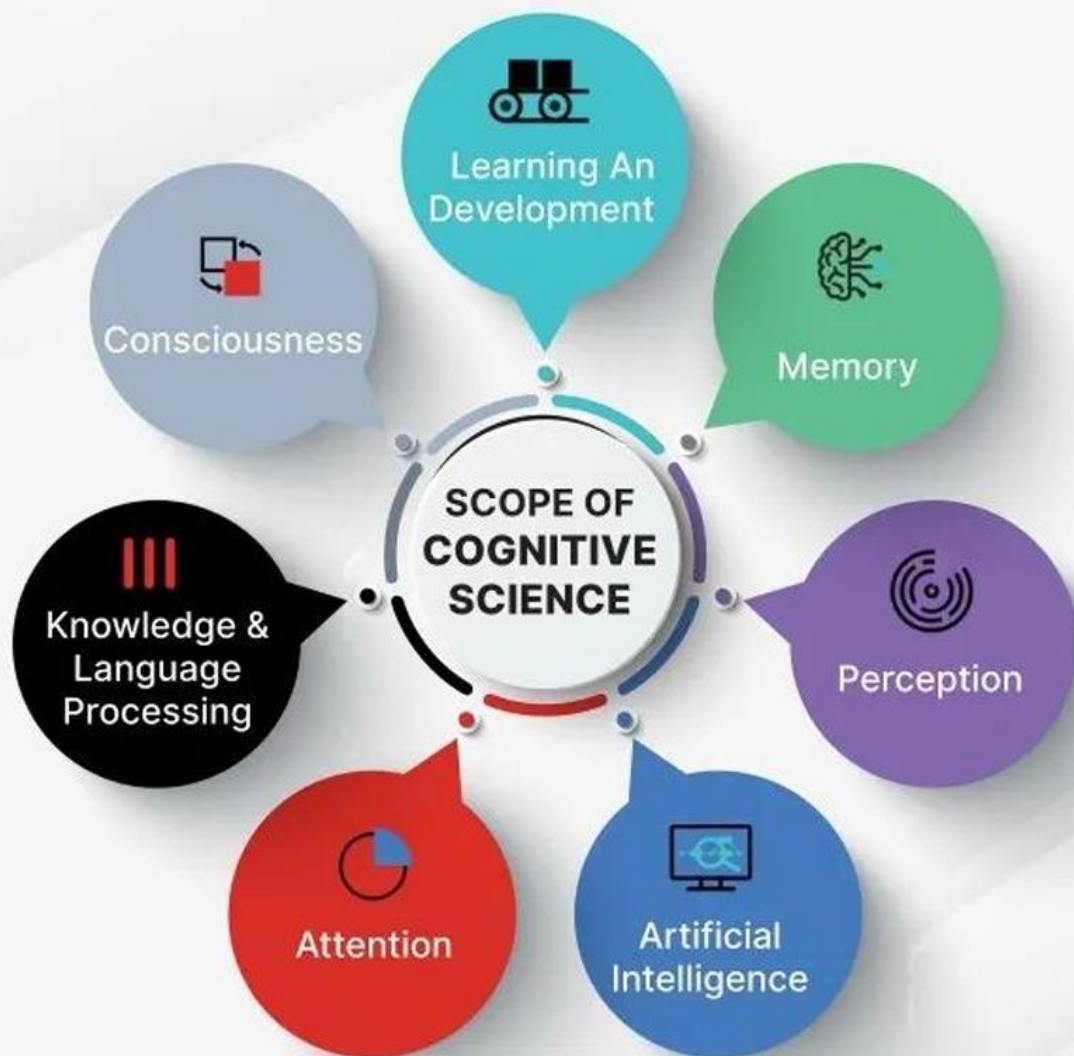 Learning An
Development
Consciousness
Memory
SCOPE OF
COGNITIVE
SCIENCE
Knowledge &
Language
Processing
Perception
Attention
Artificial
Intelligence